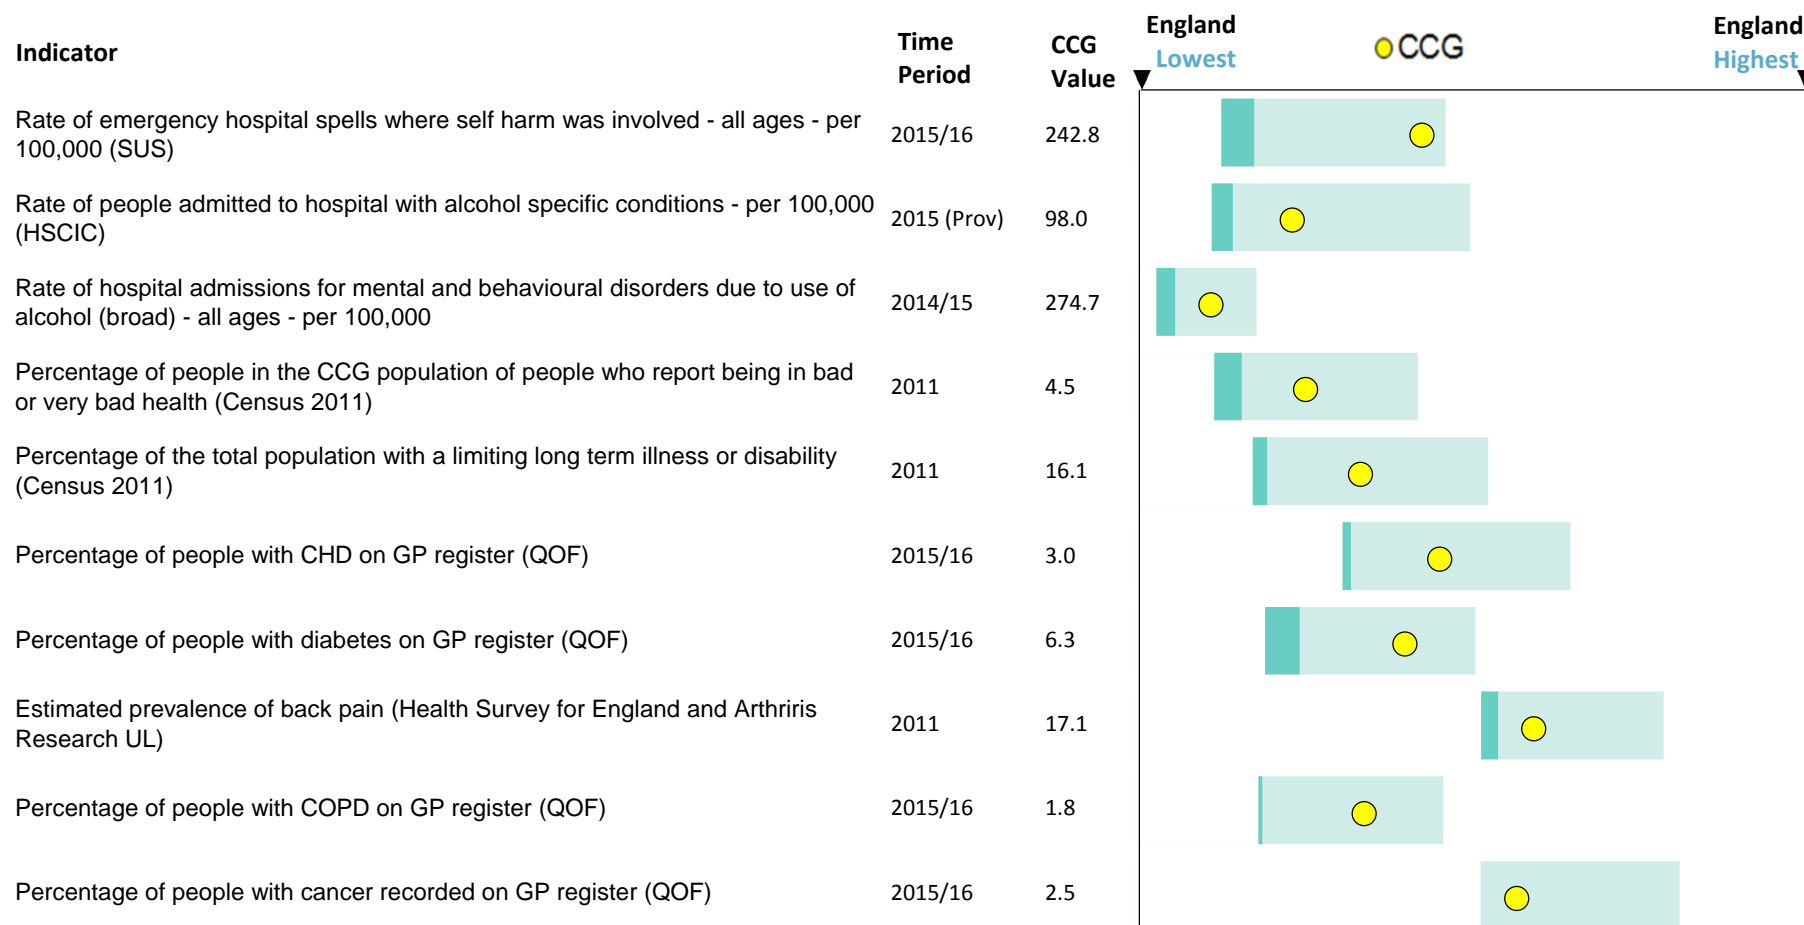 Indicator
Time
Period
CCG
Value
England
Lowest
CCG
England
Highest
Rate of emergency hospital spells where self harm was involved - all ages - per
100,000 (SUS)
2015/16
242.8
Rate of people admitted to hospital with alcohol specific conditions - per 100,000
(HSCIC)
2015 (Prov)
98.0
Rate of hospital admissions for mental and behavioural disorders due to use of
alcohol (broad) - all ages - per 100,000
2014/15
274.7
Percentage of people in the CCG population of people who report being in bad
or very bad health (Census 2011)
2011
4.5
Percentage of the total population with a limiting long term illness or disability
(Census 2011)
2011
16.1
Percentage of people with CHD on GP register (QOF)
2015/16
3.0
Percentage of people with diabetes on GP register (QOF)
2015/16
6.3
Estimated prevalence of back pain (Health Survey for England and Arthriris
Research UL)
2011
17.1
Percentage of people with COPD on GP register (QOF)
2015/16
1.8
Percentage of people with cancer recorded on GP register (QOF)
2015/16
2.5